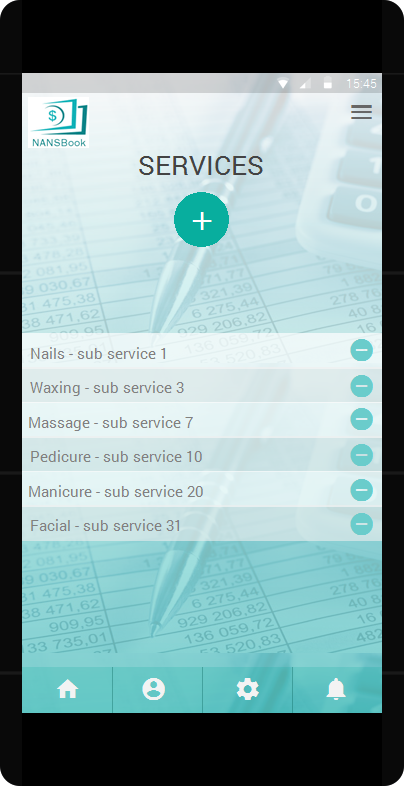 15:45
$
NANSBook
SERVICES
+
Nails - sub service 1
Waxing - sub service 3
Massage - sub service 7
Pedicure - sub service 10
Manicure - sub service 20
Facial - sub service 31